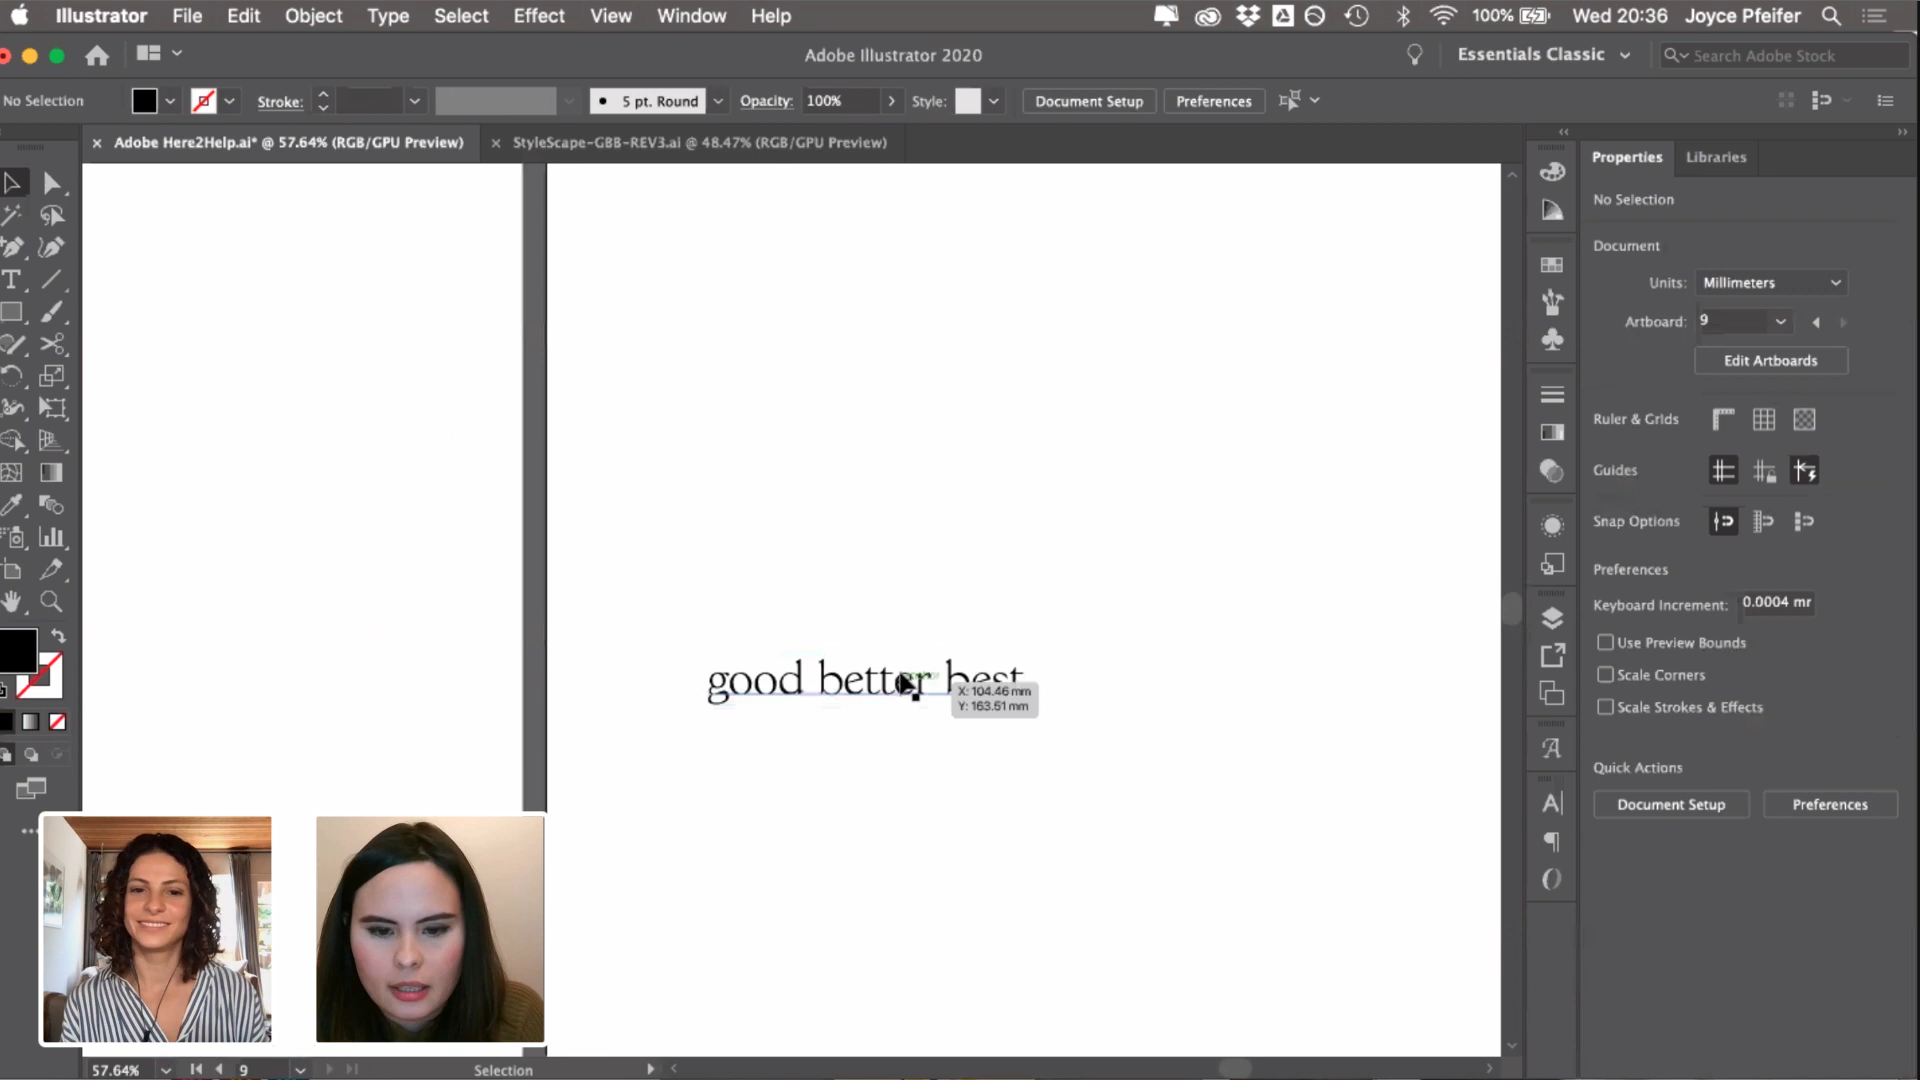 Illustrator File Edit Object Type Select Effect View Window Help 100% Wed 20:36 Joyce Pfeifer
Adobe Illustrator 2020 Essentials Classic Search Adobe Stock
No Selection Stroke: 5 pt. Round Opacity: 100% Style: Document Setup Preferences
Adobe Here2Help.ai* @ 57.64% (RGB/GPU Preview) StyleScape-GBB-REV3.ai @ 48.47% (RGB/GPU Preview)
Properties Libraries
No Selection
Document
Units: Millimeters
Artboard: 9
Edit Artboards
Ruler & Grids
Guides
Snap Options
Preferences
Keyboard Increment: 0.0004 mr
Use Preview Bounds
Scale Corners
Scale Strokes & Effects
Quick Actions
Document Setup Preferences
good better best
X: 104.46 mm
Y: 163.51 mm
57.64% 9 Selection